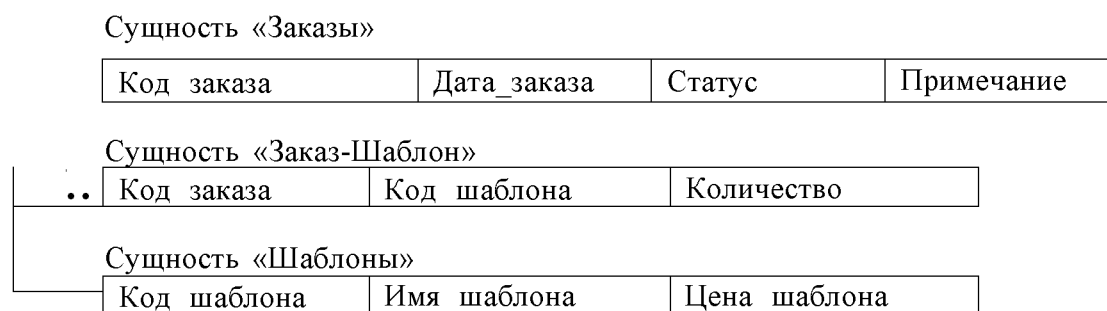 Сущность «Заказы»
Код заказа Дата_заказа Статус Примечание
Сущность «Заказ-Шаблон»
Код заказа Код шаблона Количество
Сущность «Шаблоны»
Код шаблона Имя шаблона Цена шаблона